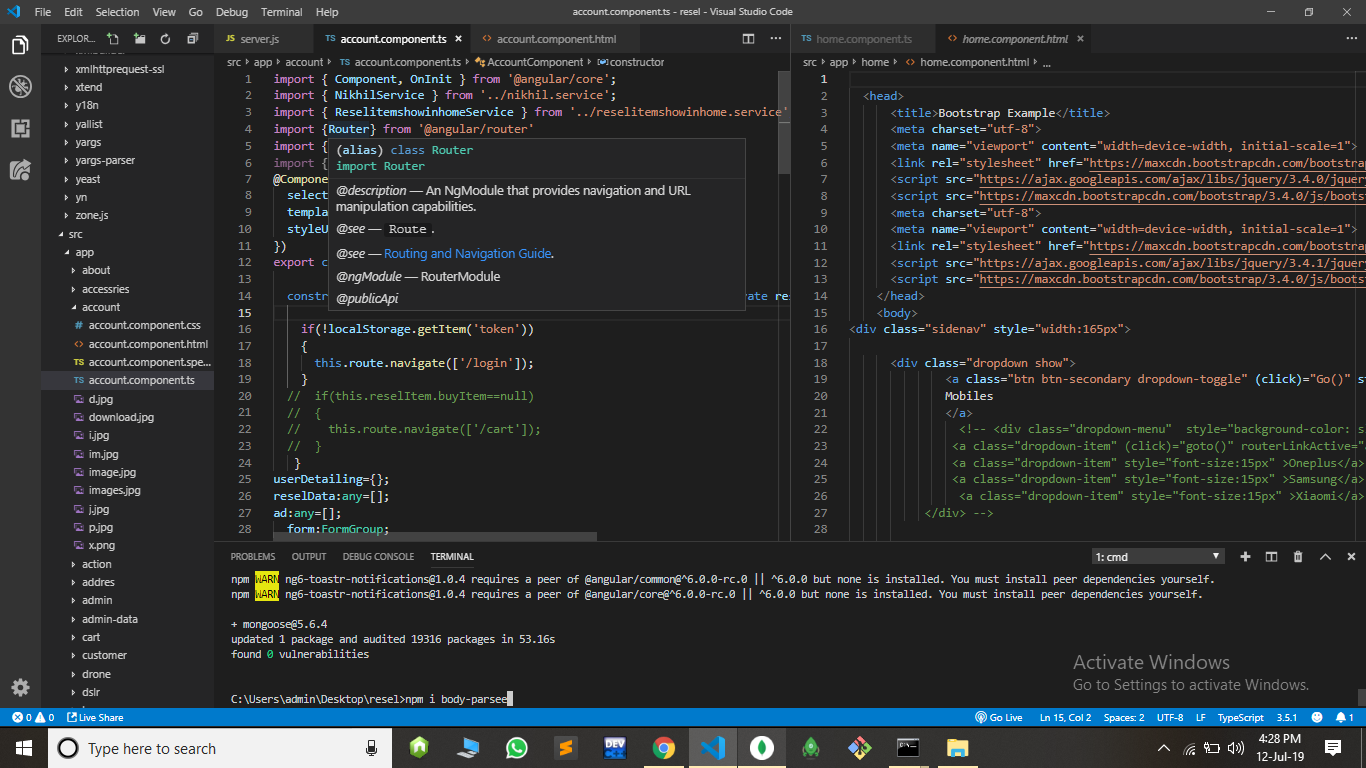 File Edit Selection View Go Debug Terminal Help
account.component.ts - resel - Visual Studio Code
EXPLOR...
JS server.js
TS account.component.ts ×
<> account.component.html
TS home.component.ts
<> home.component.html ×
src › app › account › TS account.component.ts › AccountComponent › constructor
src › app › home › <> home.component.html › ...
xmlhttprequest-ssl
xtend
y18n
yallist
yargs
yargs-parser
yeast
yn
zone.js
src
app
about
accessries
account
# account.component.css
<> account.component.html
TS account.component.spe...
TS account.component.ts
d.jpg
download.jpg
i.jpg
im.jpg
image.jpg
images.jpg
j.jpg
p.jpg
x.png
action
addres
admin
admin-data
cart
customer
drone
dslr
1 import { Component, OnInit } from '@angular/core';
2 import { NikhilService } from '../nikhil.service';
3 import { ReselitemshowinhomeService } from '../reselitemshowinhome.service'
4 import {Router} from '@angular/router'
5 import {
6 import {
7 @Compone
8 select
9 templa
10 styleU
11 })
12 export c
13
14 constr
ivate res
15
16 if(!localStorage.getItem('token'))
17 {
18 this.route.navigate(['/login']);
19 }
20 // if(this.reselItem.buyItem==null)
21 // {
22 // this.route.navigate(['/cart']);
23 // }
24 }
25 userDetailing={};
26 reselData:any=[];
27 ad:any=[];
28 form:FormGroup;
(alias) class Router
import Router
@description — An NgModule that provides navigation and URL
manipulation capabilities.
@see — Route .
@see — Routing and Navigation Guide.
@ngModule — RouterModule
@publicApi
1
2 <head>
3 <title>Bootstrap Example</title>
4 <meta charset="utf-8">
5 <meta name="viewport" content="width=device-width, initial-scale=1">
6 <link rel="stylesheet" href="https://maxcdn.bootstrapcdn.com/bootstrap
7 <script src="https://ajax.googleapis.com/ajax/libs/jquery/3.4.0/jquery
8 <script src="https://maxcdn.bootstrapcdn.com/bootstrap/3.4.0/js/bootst
9 <meta charset="utf-8">
10 <meta name="viewport" content="width=device-width, initial-scale=1">
11 <link rel="stylesheet" href="https://maxcdn.bootstrapcdn.com/bootstrap
12 <script src="https://ajax.googleapis.com/ajax/libs/jquery/3.4.1/jquery
13 <script src="https://maxcdn.bootstrapcdn.com/bootstrap/3.4.0/js/bootst
14 </head>
15 <body>
16 <div class="sidenav" style="width:165px">
17
18 <div class="dropdown show">
19 <a class="btn btn-secondary dropdown-toggle" (click)="Go()" st
20 Mobiles
21 </a>
22 <!-- <div class="dropdown-menu" style="background-color: s
23 <a class="dropdown-item" (click)="goto()" routerLinkActive="
24 <a class="dropdown-item" style="font-size:15px" >Oneplus</a>
25 <a class="dropdown-item" style="font-size:15px" >Samsung</a>
26 <a class="dropdown-item" style="font-size:15px" >Xiaomi</a>
27 </div> -->
28
PROBLEMS OUTPUT DEBUG CONSOLE TERMINAL
1: cmd
npm WARN ng6-toastr-notifications@1.0.4 requires a peer of @angular/common@^6.0.0-rc.0 || ^6.0.0 but none is installed. You must install peer dependencies yourself.
npm WARN ng6-toastr-notifications@1.0.4 requires a peer of @angular/core@^6.0.0-rc.0 || ^6.0.0 but none is installed. You must install peer dependencies yourself.
+ mongoose@5.6.4
updated 1 package and audited 19316 packages in 53.16s
found 0 vulnerabilities
C:\Users\admin\Desktop\resel>npm i body-parsee
Activate Windows
Go to Settings to activate Windows.
0 0 Live Share
Go Live Ln 15, Col 2 Spaces: 2 UTF-8 LF TypeScript 3.5.1 1
Type here to search
DEV
4:28 PM
12-Jul-19